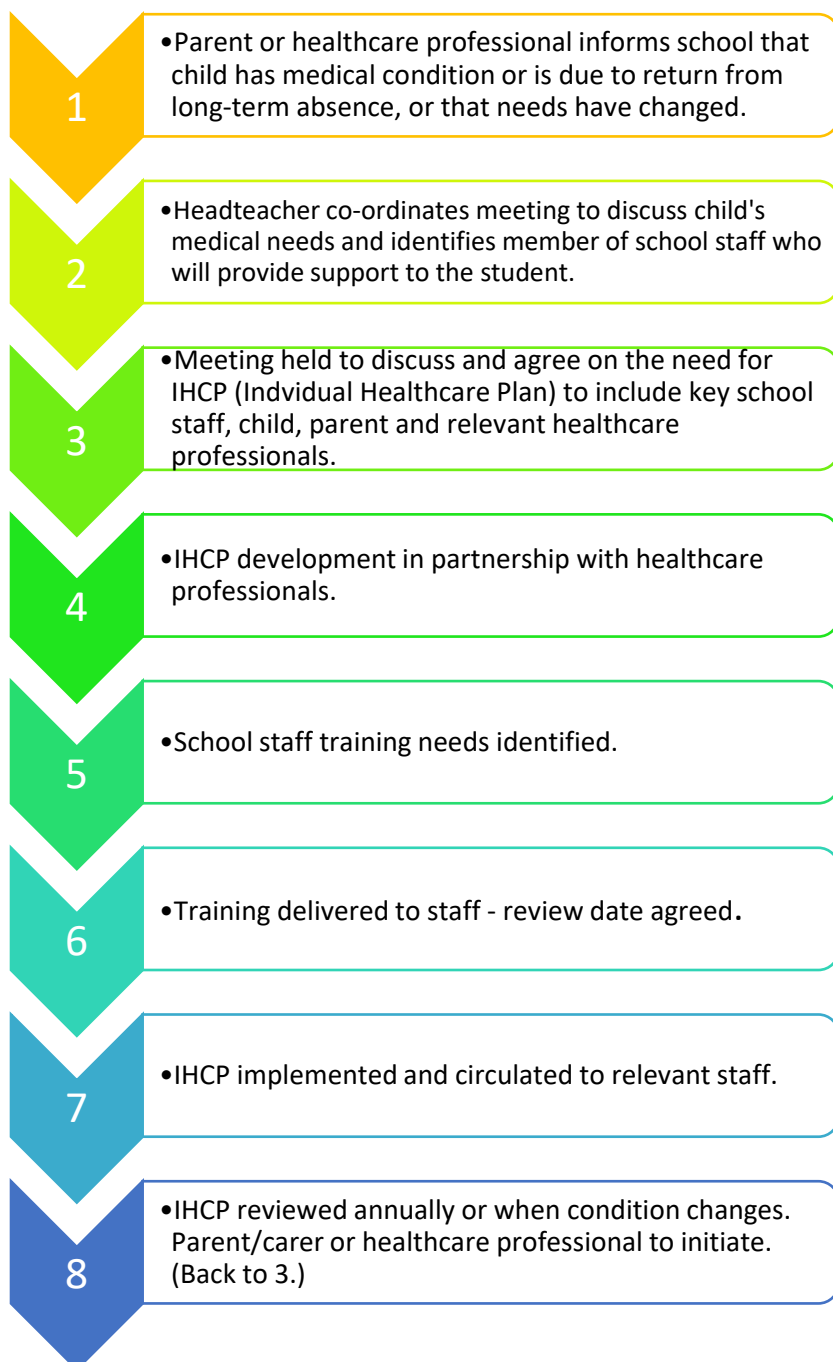 1
•Parent or healthcare professional informs school that
child has medical condition or is due to return from
long-term absence, or that needs have changed.
2
•Headteacher co-ordinates meeting to discuss child's
medical needs and identifies member of school staff who
will provide support to the student.
3
•Meeting held to discuss and agree on the need for
IHCP (Indvidual Healthcare Plan) to include key school
staff, child, parent and relevant healthcare
professionals.
4
•IHCP development in partnership with healthcare
professionals.
5
•School staff training needs identified.
6
•Training delivered to staff - review date agreed.
7
•IHCP implemented and circulated to relevant staff.
8
•IHCP reviewed annually or when condition changes.
Parent/carer or healthcare professional to initiate.
(Back to 3.)